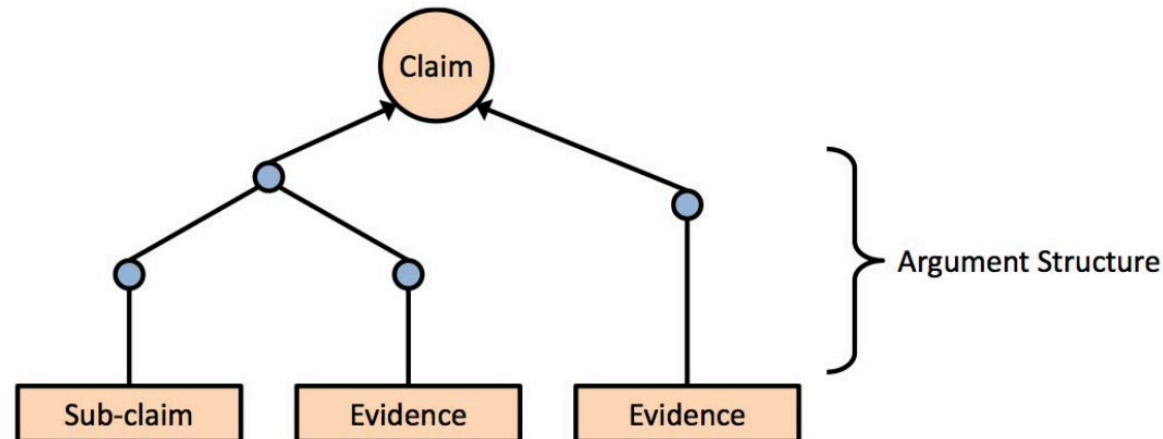 Claim
Argument Structure
Sub-claim
Evidence
Evidence